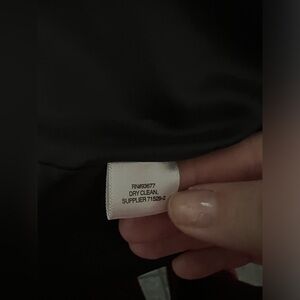 RN#93677
DRY CLEAN.
SUPPLIER 71529-2